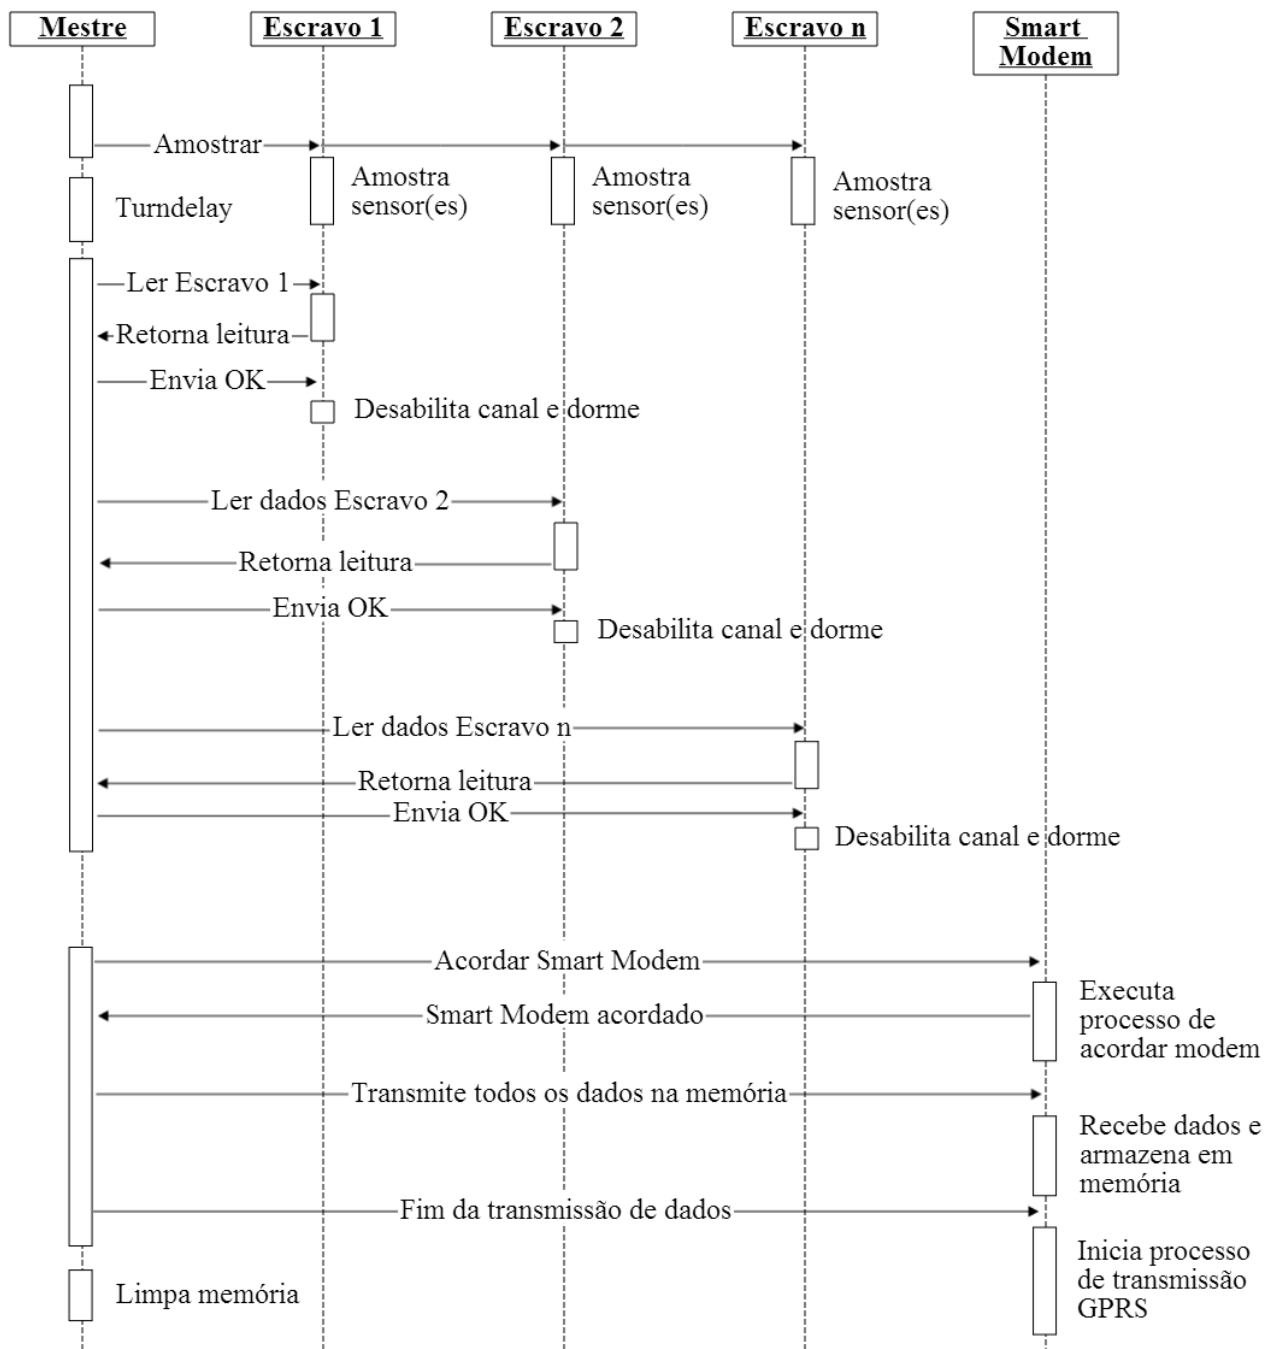 Mestre
Escravo 1
Escravo 2
Escravo n
Smart
Modem
Amostrar
Amostra
sensor(es)
Amostra
sensor(es)
Amostra
sensor(es)
Turndelay
Ler Escravo 1
Retorna leitura
Envia OK
Desabilita canal e dorme
Ler dados Escravo 2
Retorna leitura
Envia OK
Desabilita canal e dorme
Ler dados Escravo n
Retorna leitura
Envia OK
Desabilita canal e dorme
Acordar Smart Modem
Executa
processo de
acordar modem
Smart Modem acordado
Transmite todos os dados na memória
Recebe dados e
armazena em
memória
Fim da transmissão de dados
Inicia processo
de transmissão
GPRS
Limpa memória